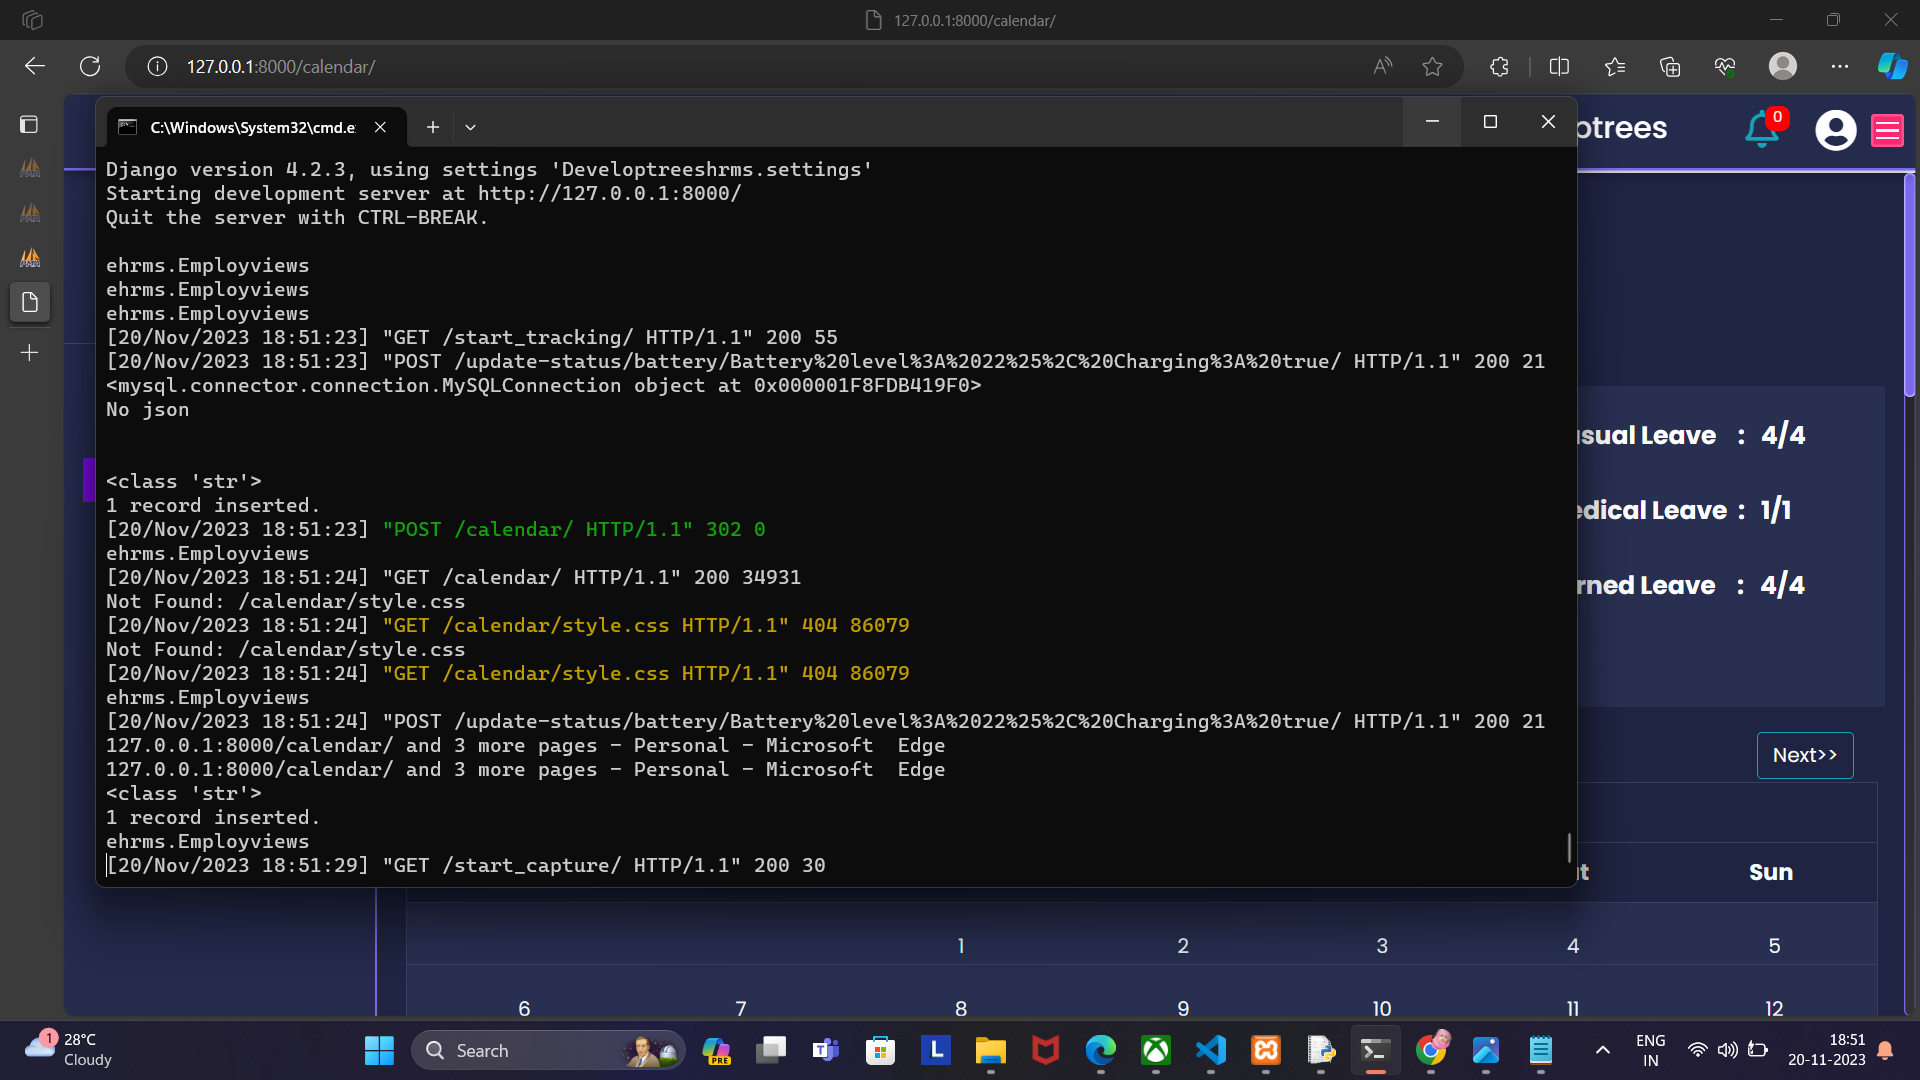 127.0.0.1:8000/calendar/
127.0.0.1:8000/calendar/
C:\Windows\System32\cmd.e
ptrees
0
Django version 4.2.3, using settings 'Developtreeshrms.settings'
Starting development server at http://127.0.0.1:8000/
Quit the server with CTRL-BREAK.
ehrms.Employviews
ehrms.Employviews
ehrms.Employviews
[20/Nov/2023 18:51:23] "GET /start_tracking/ HTTP/1.1" 200 55
[20/Nov/2023 18:51:23] "POST /update-status/battery/Battery%20level%3A%2022%25%2C%20Charging%3A%20true/ HTTP/1.1" 200 21
<mysql.connector.connection.MySQLConnection object at 0x000001F8FDB419F0>
No json
<class 'str'>
1 record inserted.
[20/Nov/2023 18:51:23] "POST /calendar/ HTTP/1.1" 302 0
ehrms.Employviews
[20/Nov/2023 18:51:24] "GET /calendar/ HTTP/1.1" 200 34931
Not Found: /calendar/style.css
[20/Nov/2023 18:51:24] "GET /calendar/style.css HTTP/1.1" 404 86079
Not Found: /calendar/style.css
[20/Nov/2023 18:51:24] "GET /calendar/style.css HTTP/1.1" 404 86079
ehrms.Employviews
[20/Nov/2023 18:51:24] "POST /update-status/battery/Battery%20level%3A%2022%25%2C%20Charging%3A%20true/ HTTP/1.1" 200 21
127.0.0.1:8000/calendar/ and 3 more pages - Personal - Microsoft  Edge
127.0.0.1:8000/calendar/ and 3 more pages - Personal - Microsoft  Edge
<class 'str'>
1 record inserted.
ehrms.Employviews
[20/Nov/2023 18:51:29] "GET /start_capture/ HTTP/1.1" 200 30
sual Leave : 4/4
edical Leave : 1/1
rned Leave : 4/4
Next>>
t Sun
1 2 3 4 5
6 7 8 9 10 11 12
1
28°C
Cloudy
Search
PRE
L
ENG
IN
18:51
20-11-2023